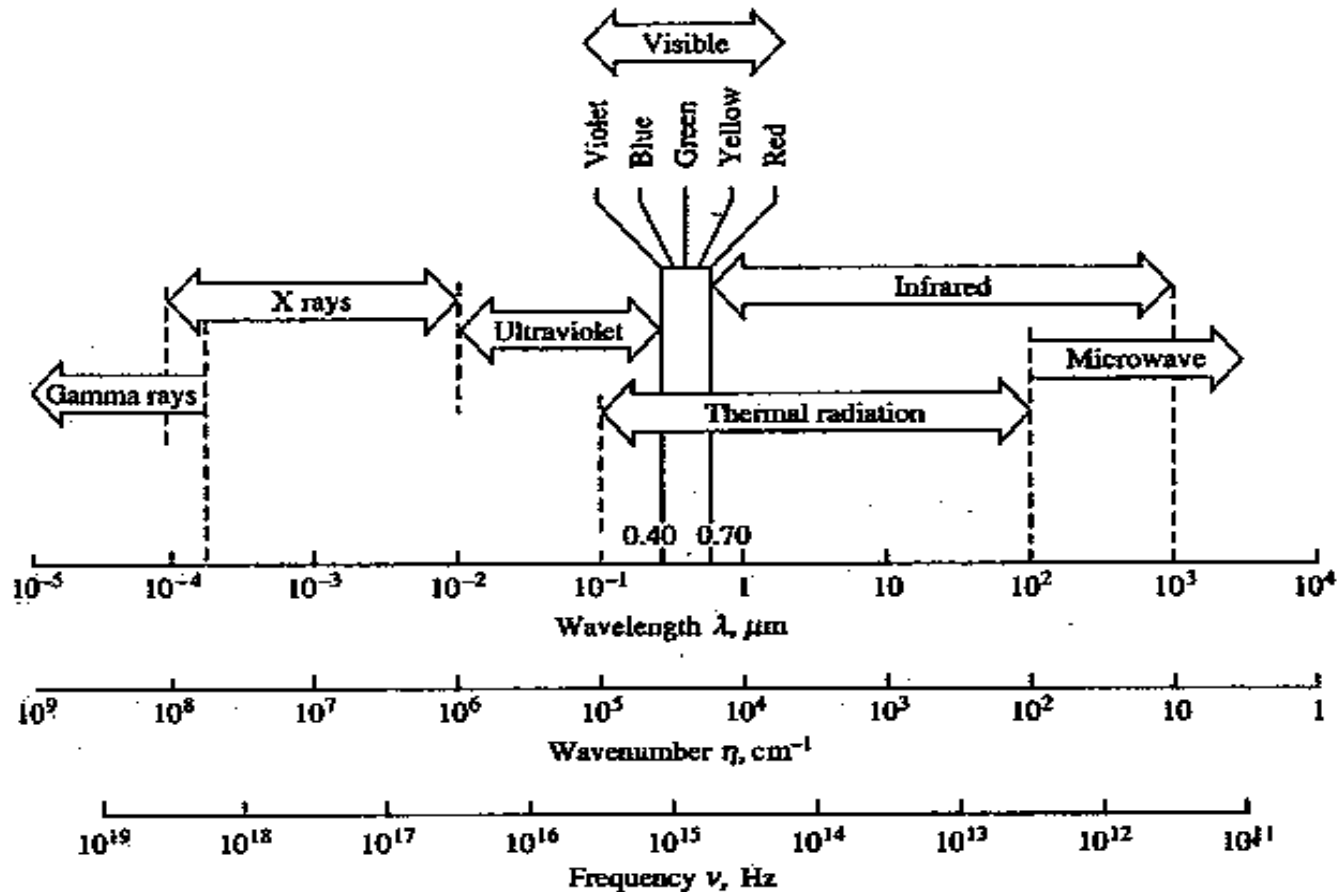 Visible
Violet
Blue
Green
Yellow
Red
X rays
Infrared
Ultraviolet
Microwave
Gamma rays
Thermal radiation
0.40 0.70
10⁻⁵ 10⁻⁴ 10⁻³ 10⁻² 10⁻¹ 1 10 10² 10³ 10⁴
Wavelength λ, μm
10⁹ 10⁸ 10⁷ 10⁶ 10⁵ 10⁴ 10³ 10² 10 1
Wavenumber η, cm⁻¹
10¹⁹ 10¹⁸ 10¹⁷ 10¹⁶ 10¹⁵ 10¹⁴ 10¹³ 10¹² 10¹¹
Frequency ν, Hz